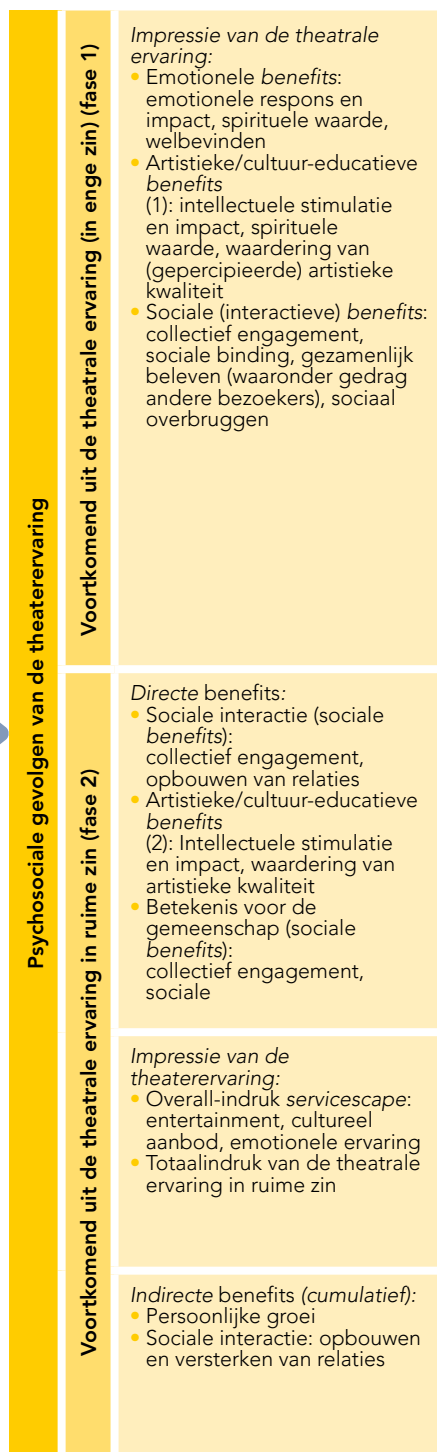 Psychosociale gevolgen van de theaterervaring
Voortkomend uit de theatrale ervaring (in enge zin) (fase 1)
Impressie van de theatrale
ervaring:
• Emotionele benefits:
emotionele respons en
impact, spirituele waarde,
welbevinden
• Artistieke/cultuur-educatieve
benefits
(1): intellectuele stimulatie
en impact, spirituele
waarde, waardering van
(gepercipieerde) artistieke
kwaliteit
• Sociale (interactieve) benefits:
collectief engagement,
sociale binding, gezamenlijk
beleven (waaronder gedrag
andere bezoekers), sociaal
overbruggen
Voortkomend uit de theatrale ervaring in ruime zin (fase 2)
Directe benefits:
• Sociale interactie (sociale
benefits):
collectief engagement,
opbouwen van relaties
• Artistieke/cultuur-educatieve
benefits
(2): Intellectuele stimulatie
en impact, waardering van
artistieke kwaliteit
• Betekenis voor de
gemeenschap (sociale
benefits):
collectief engagement,
sociale
Impressie van de
theaterervaring:
• Overall-indruk servicescape:
entertainment, cultureel
aanbod, emotionele ervaring
• Totaalindruk van de theatrale
ervaring in ruime zin
Indirecte benefits (cumulatief):
• Persoonlijke groei
• Sociale interactie: opbouwen
en versterken van relaties